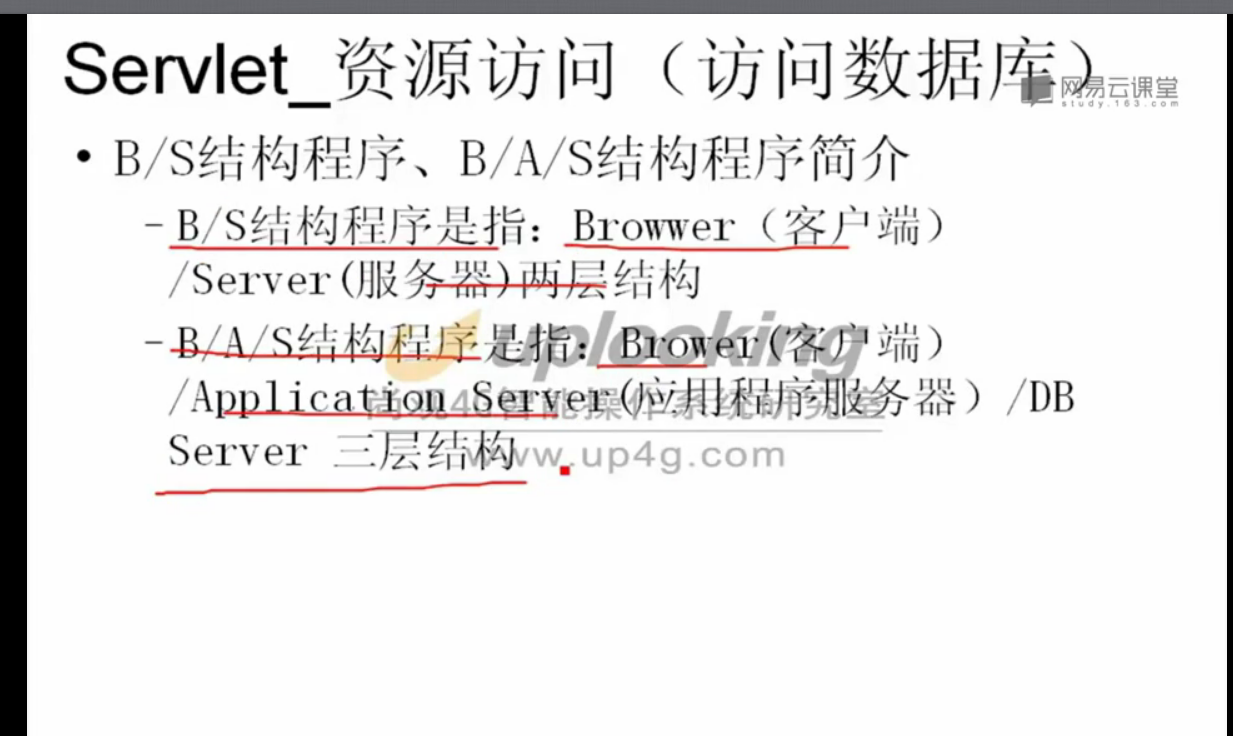 Servlet_资源访问（访问数据库）
网易云课堂
study.163.com
• B/S结构程序、B/A/S结构程序简介
–B/S结构程序是指：Browwer（客户端）
/Server(服务器)两层结构
–B/A/S结构程序是指：Brower(客户端）
/Application Server(应用程序服务器）/DB
Server 三层结构
uplooking
尚观4G智能操作系统研究室
www.up4g.com